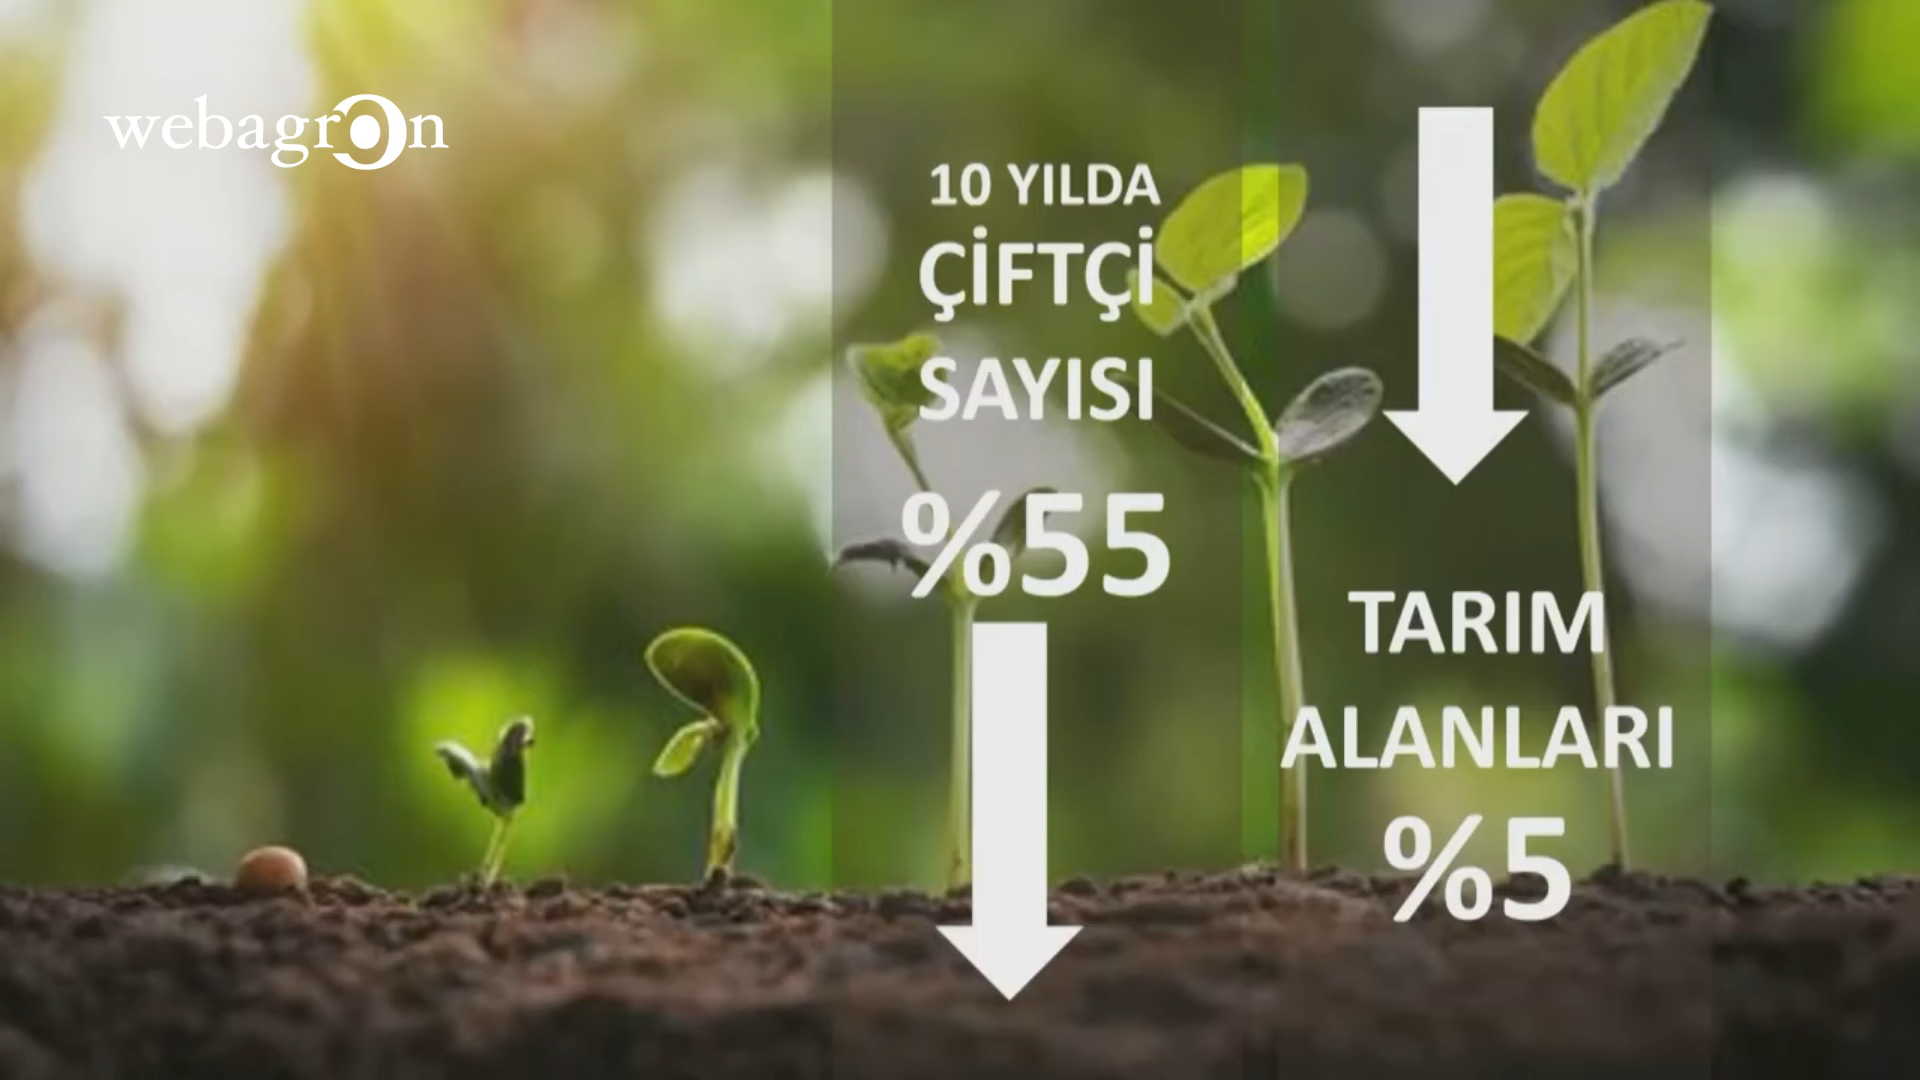 webagron
10 YILDA
ÇİFTÇİ
SAYISI
%55
TARIM
ALANLARI
%5